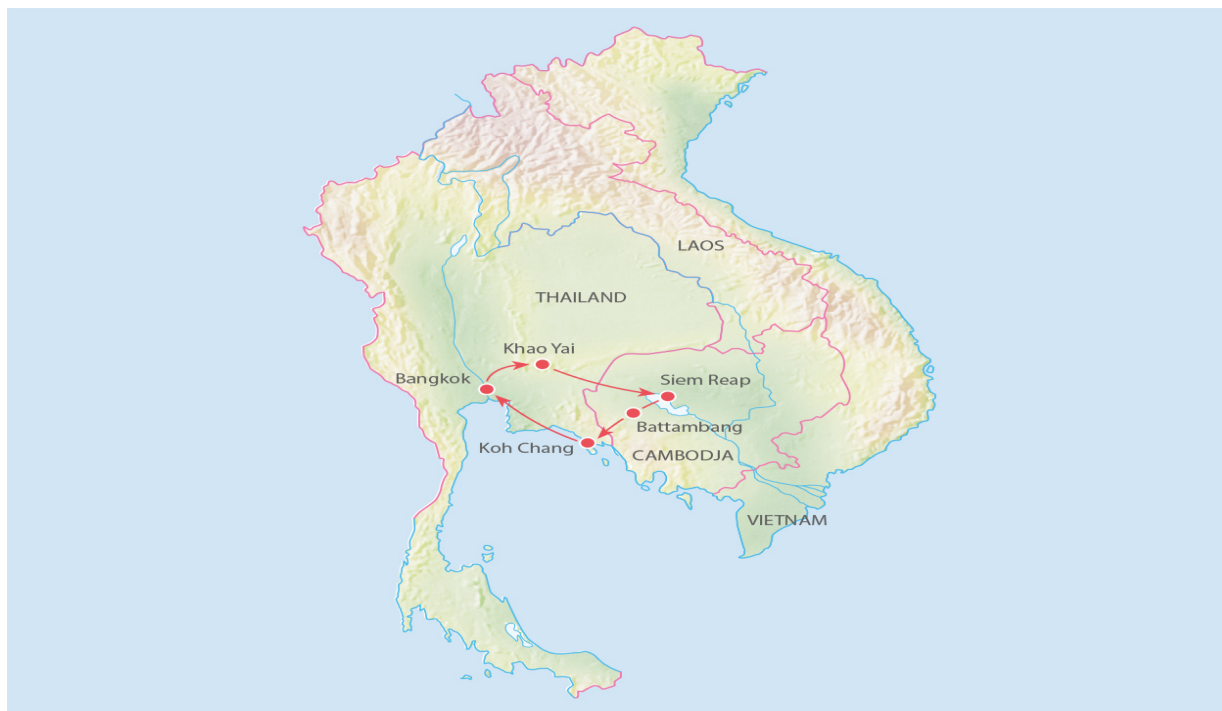 LAOS
THAILAND
Khao Yai
Bangkok
Siem Reap
Battambang
Koh Chang
CAMBODJA
VIETNAM